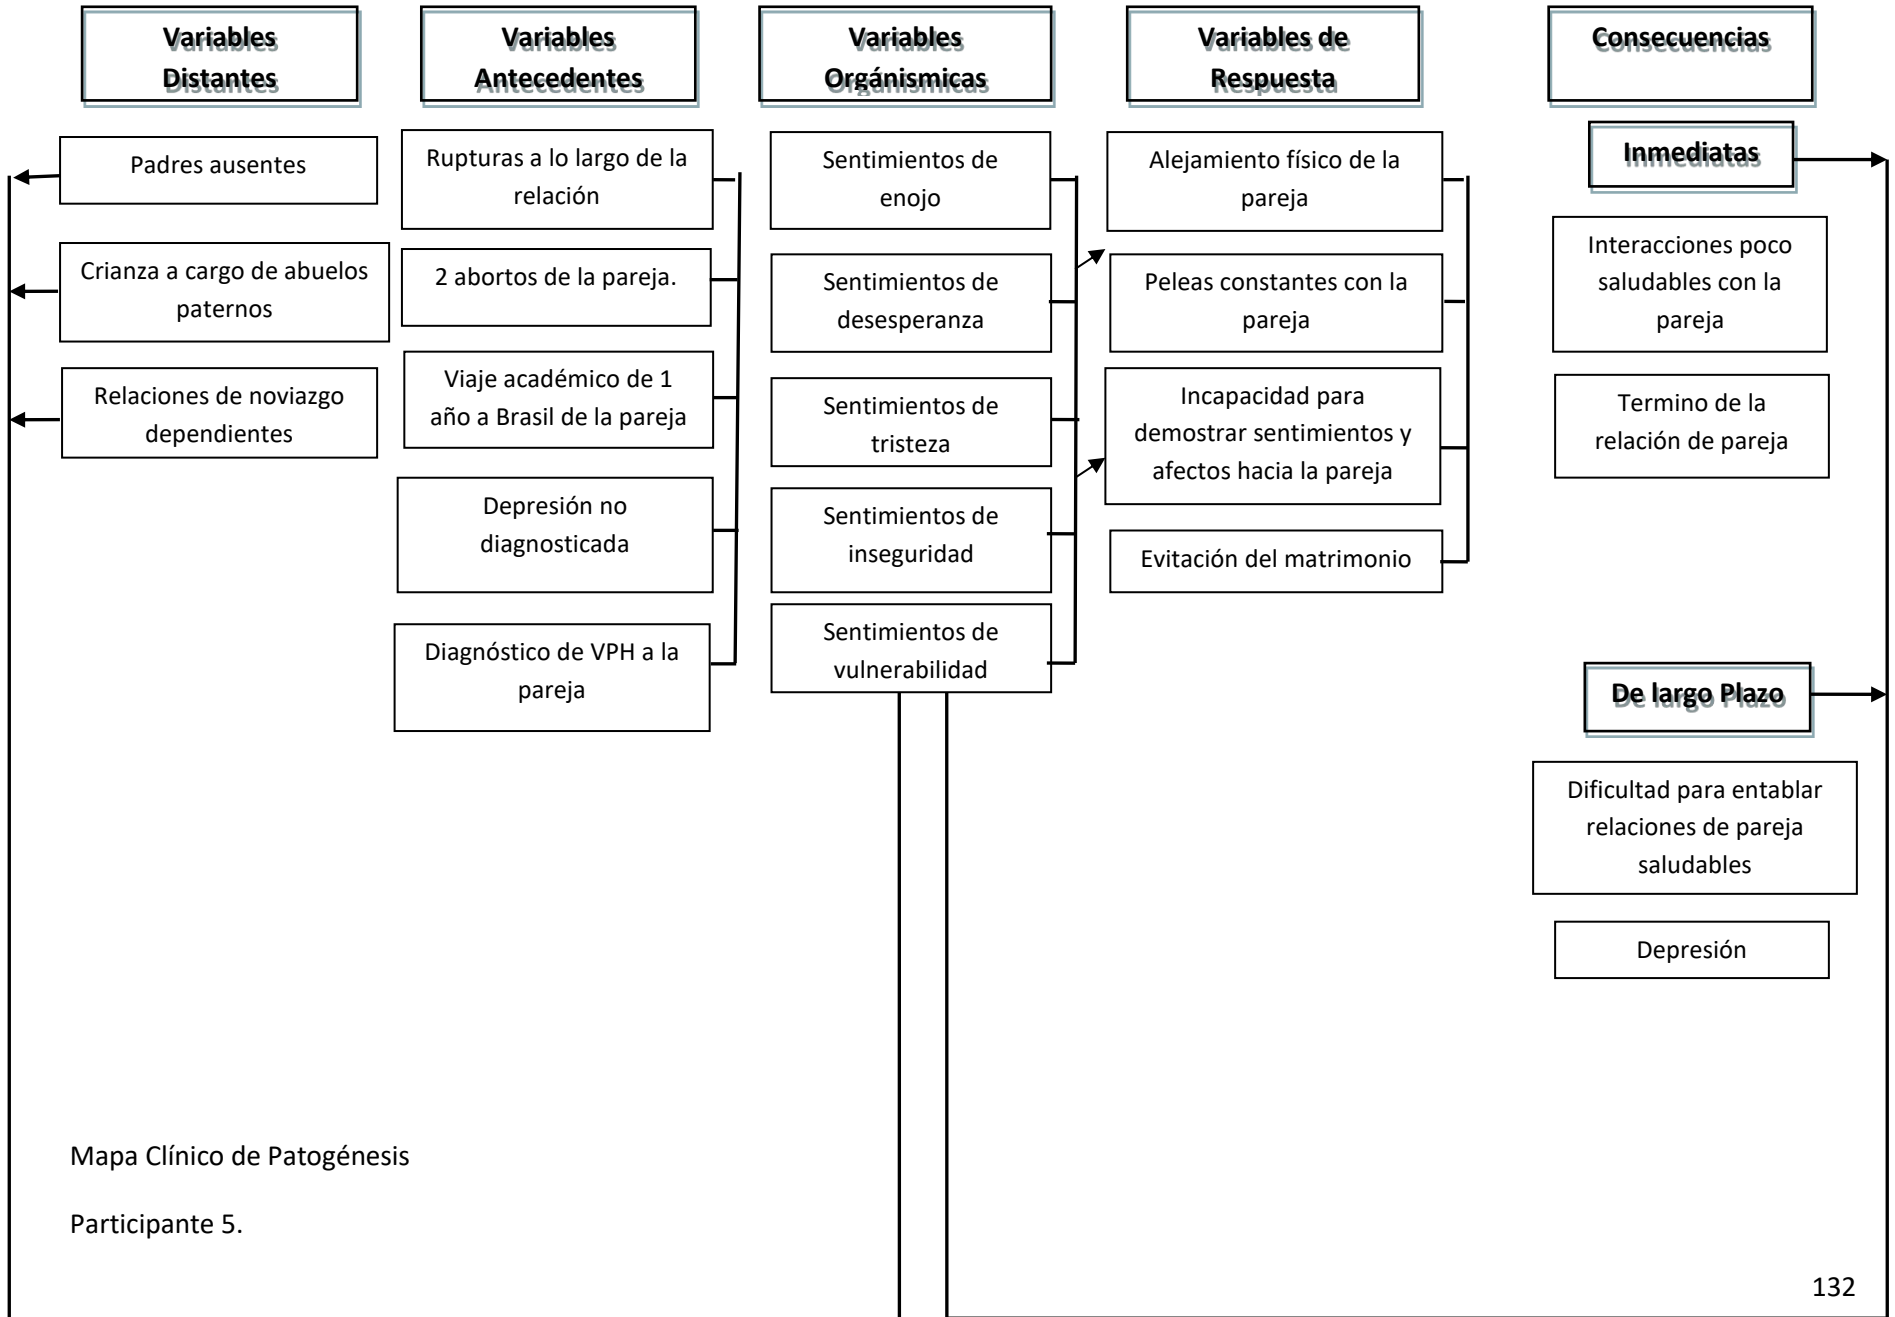 Variables
Distantes
Variables
Antecedentes
Variables
Orgánismicas
Variables de
Respuesta
Consecuencias
Padres ausentes
Crianza a cargo de abuelos
paternos
Relaciones de noviazgo
dependientes
Rupturas a lo largo de la
relación
2 abortos de la pareja.
Viaje académico de 1
año a Brasil de la pareja
Depresión no
diagnosticada
Diagnóstico de VPH a la
pareja
Sentimientos de
enojo
Sentimientos de
desesperanza
Sentimientos de
tristeza
Sentimientos de
inseguridad
Sentimientos de
vulnerabilidad
Alejamiento físico de la
pareja
Peleas constantes con la
pareja
Incapacidad para
demostrar sentimientos y
afectos hacia la pareja
Evitación del matrimonio
Inmediatas
Interacciones poco
saludables con la
pareja
Termino de la
relación de pareja
De largo Plazo
Dificultad para entablar
relaciones de pareja
saludables
Depresión
Mapa Clínico de Patogénesis
Participante 5.
132